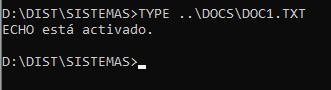 D:\DIST\SISTEMAS>TYPE ..\DOCS\DOC1.TXT
ECHO está activado.
D:\DIST\SISTEMAS>